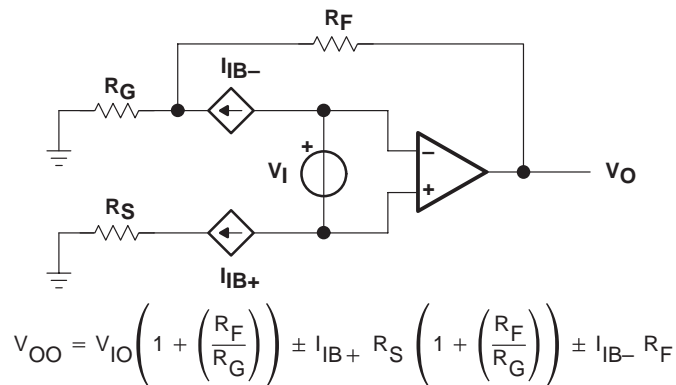 RF
IIB–
RG
+
VI
–
+
VO
RS
IIB+
VOO = VIO(1 + (RF/RG)) ± IIB+ RS (1 + (RF/RG)) ± IIB– RF